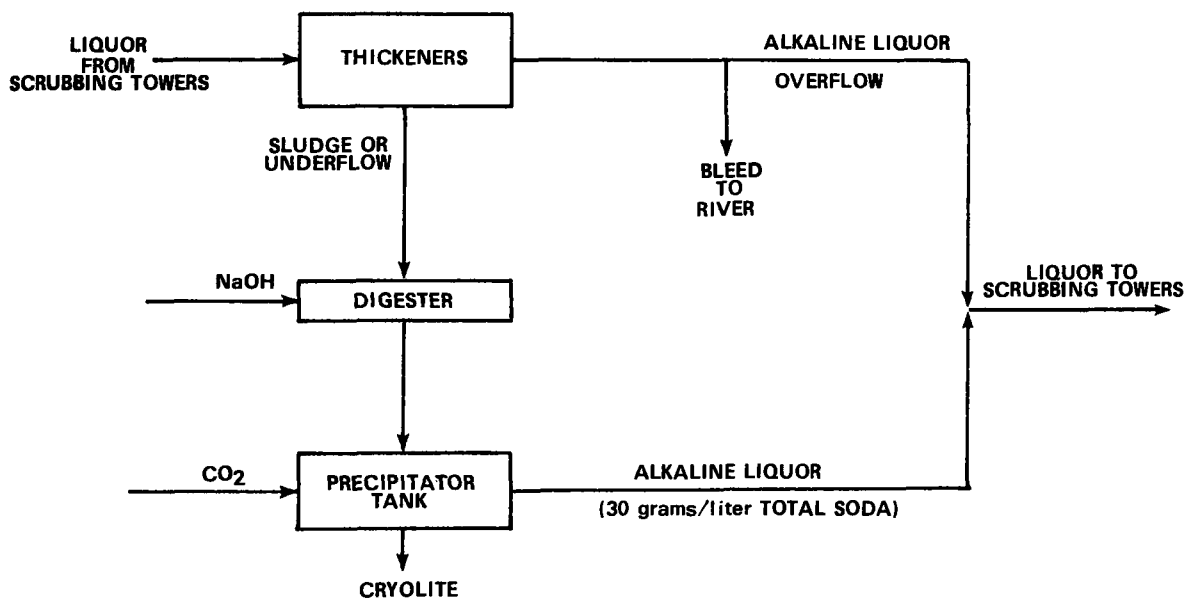 LIQUOR
FROM
SCRUBBING TOWERS
THICKENERS
ALKALINE LIQUOR
OVERFLOW
SLUDGE OR
UNDERFLOW
BLEED
TO
RIVER
NaOH
DIGESTER
LIQUOR TO
SCRUBBING TOWERS
CO2
PRECIPITATOR
TANK
ALKALINE LIQUOR
(30 grams/liter TOTAL SODA)
CRYOLITE